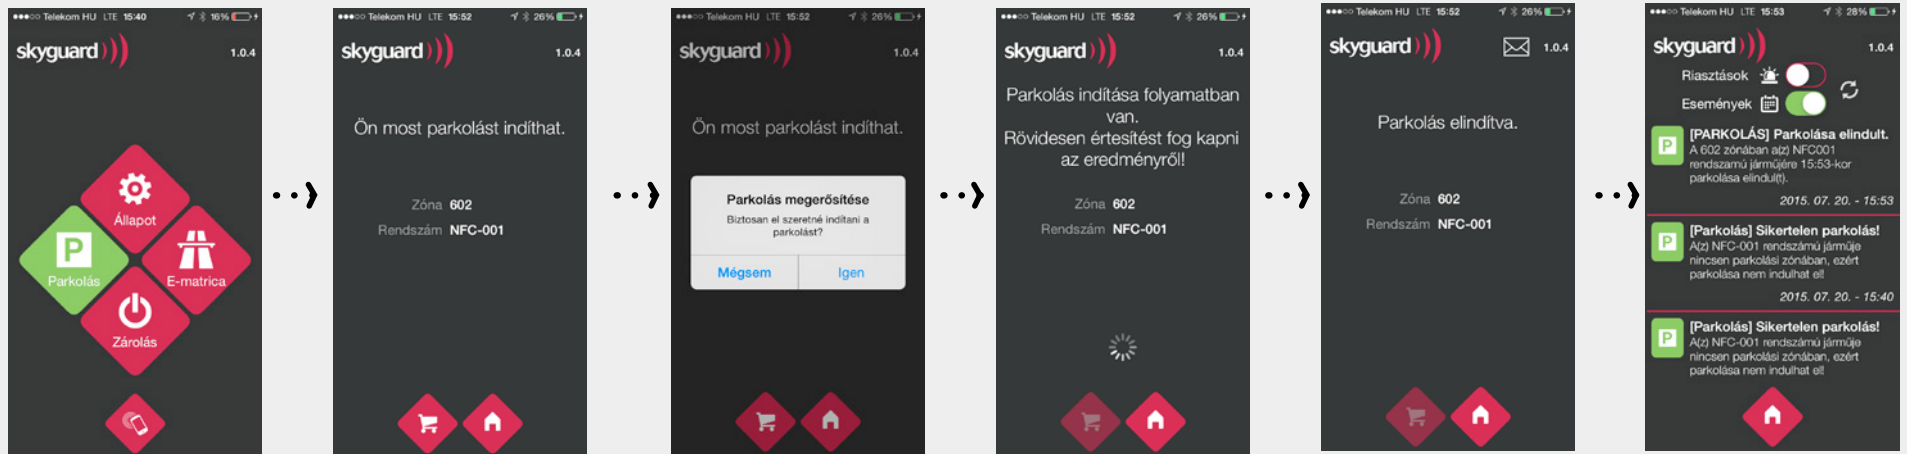 Telekom HU LTE 15:40 16%
skyguard 1.0.4
Állapot
P
Parkolás
E-matrica
Zárolás
Telekom HU LTE 15:52 26%
skyguard 1.0.4
Ön most parkolást indíthat.
Zóna 602
Rendszám NFC-001
Telekom HU LTE 15:52 26%
skyguard 1.0.4
Ön most parkolást indíthat.
Parkolás megerősítése
Biztosan el szeretné indítani a
parkolást?
Mégsem Igen
Telekom HU LTE 15:52 26%
skyguard 1.0.4
Parkolás indítása folyamatban
van.
Rövidesen értesítést fog kapni
az eredményről!
Zóna 602
Rendszám NFC-001
Telekom HU LTE 15:52 26%
skyguard 1.0.4
Parkolás elindítva.
Zóna 602
Rendszám NFC-001
Telekom HU LTE 15:53 28%
skyguard 1.0.4
Riasztások
Események
P
[PARKOLÁS] Parkolása elindult.
A 602 zónában a(z) NFC001
rendszamú járműjére 15:53-kor
parkolása elindul(t).
2015. 07. 20. - 15:53
P
[Parkolás] Sikertelen parkolás!
A(z) NFC-001 rendszámú járműje
nincsen parkolási zónában, ezért
parkolása nem indulhat el!
2015. 07. 20. - 15:40
P
[Parkolás] Sikertelen parkolás!
A(z) NFC-001 rendszámú járműje
nincsen parkolási zónában, ezért
parkolása nem indulhat el!